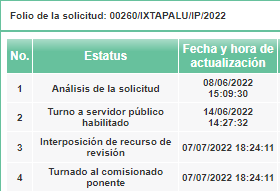 Folio de la solicitud: 00260/IXTAPALU/IP/2022
No. Estatus Fecha y hora de
actualización
1 Análisis de la solicitud 08/06/2022
15:09:30
2 Turno a servidor público
habilitado 14/06/2022
14:27:32
3 Interposición de recurso de
revisión 07/07/2022 18:24:11
4 Turnado al comisionado
ponente 07/07/2022 18:24:11